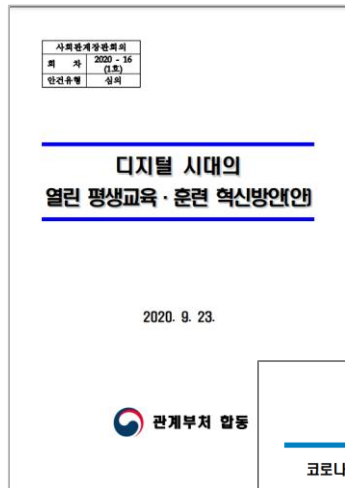 사회관계장관회의
회 차 2020 - 16
(1호)
안건유형 심의
디지털 시대의
열린 평생교육 · 훈련 혁신방안(안)
2020. 9. 23.
관계부처 합동
코로나